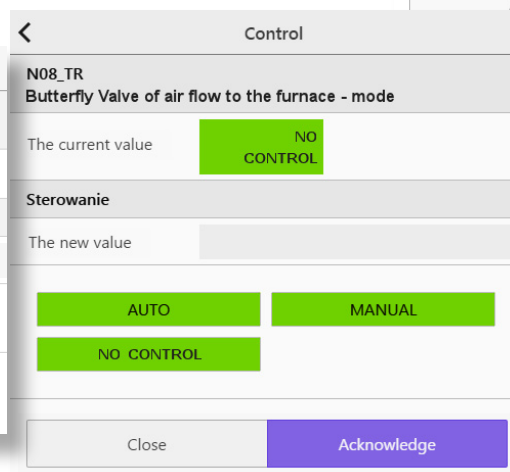 Control
N08_TR
Butterfly Valve of air flow to the furnace - mode
The current value
NO
CONTROL
Sterowanie
The new value
AUTO
MANUAL
NO CONTROL
Close
Acknowledge